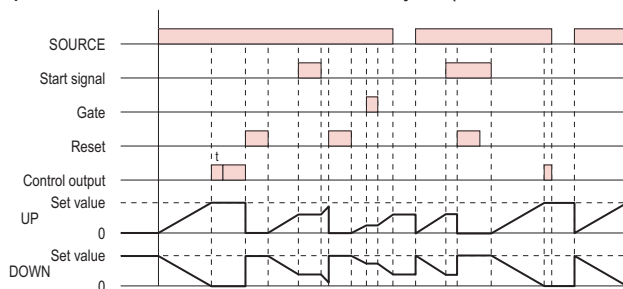 SOURCE
Start signal
Gate
Reset
t
Control output
Set value
UP
0
Set value
DOWN
0